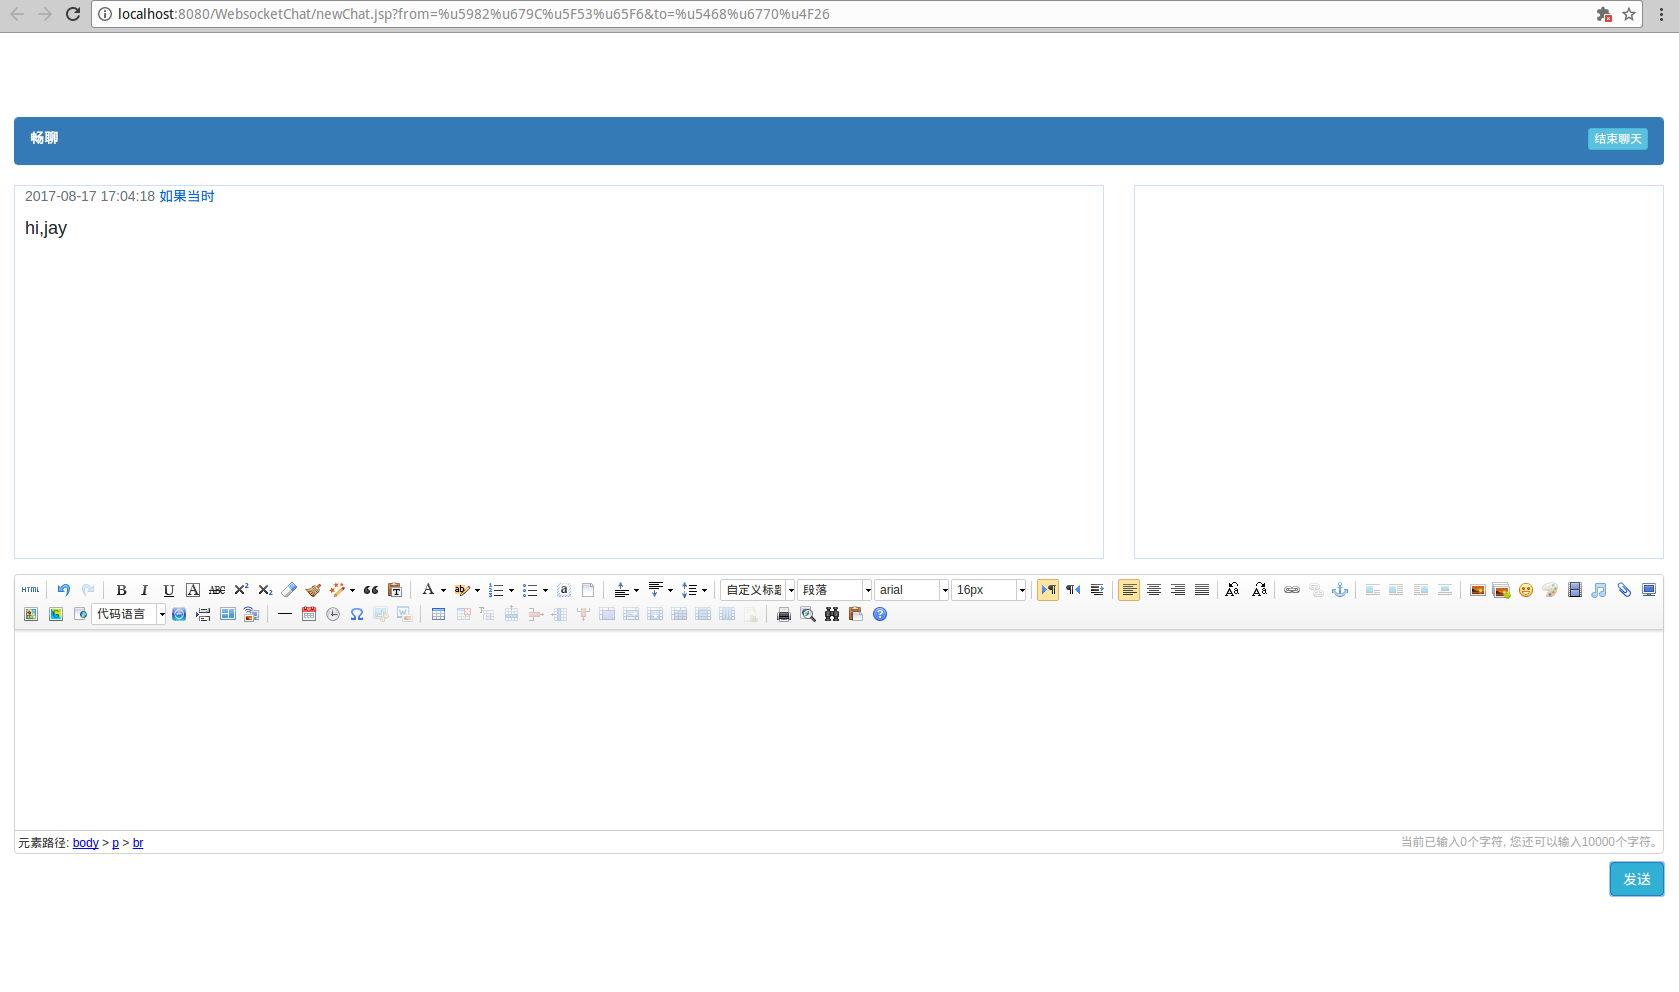 localhost:8080/WebsocketChat/newChat.jsp?from=%u5982%u679C%u5F53%u65F6&to=%u5468%u6770%u4F26
畅聊
结束聊天
2017-08-17 17:04:18 如果当时
hi,jay
HTML B I U A ABC X² X₂ A 自定义标题 段落 arial 16px
代码语言
元素路径: body > p > br
当前已输入0个字符, 您还可以输入10000个字符。
发送